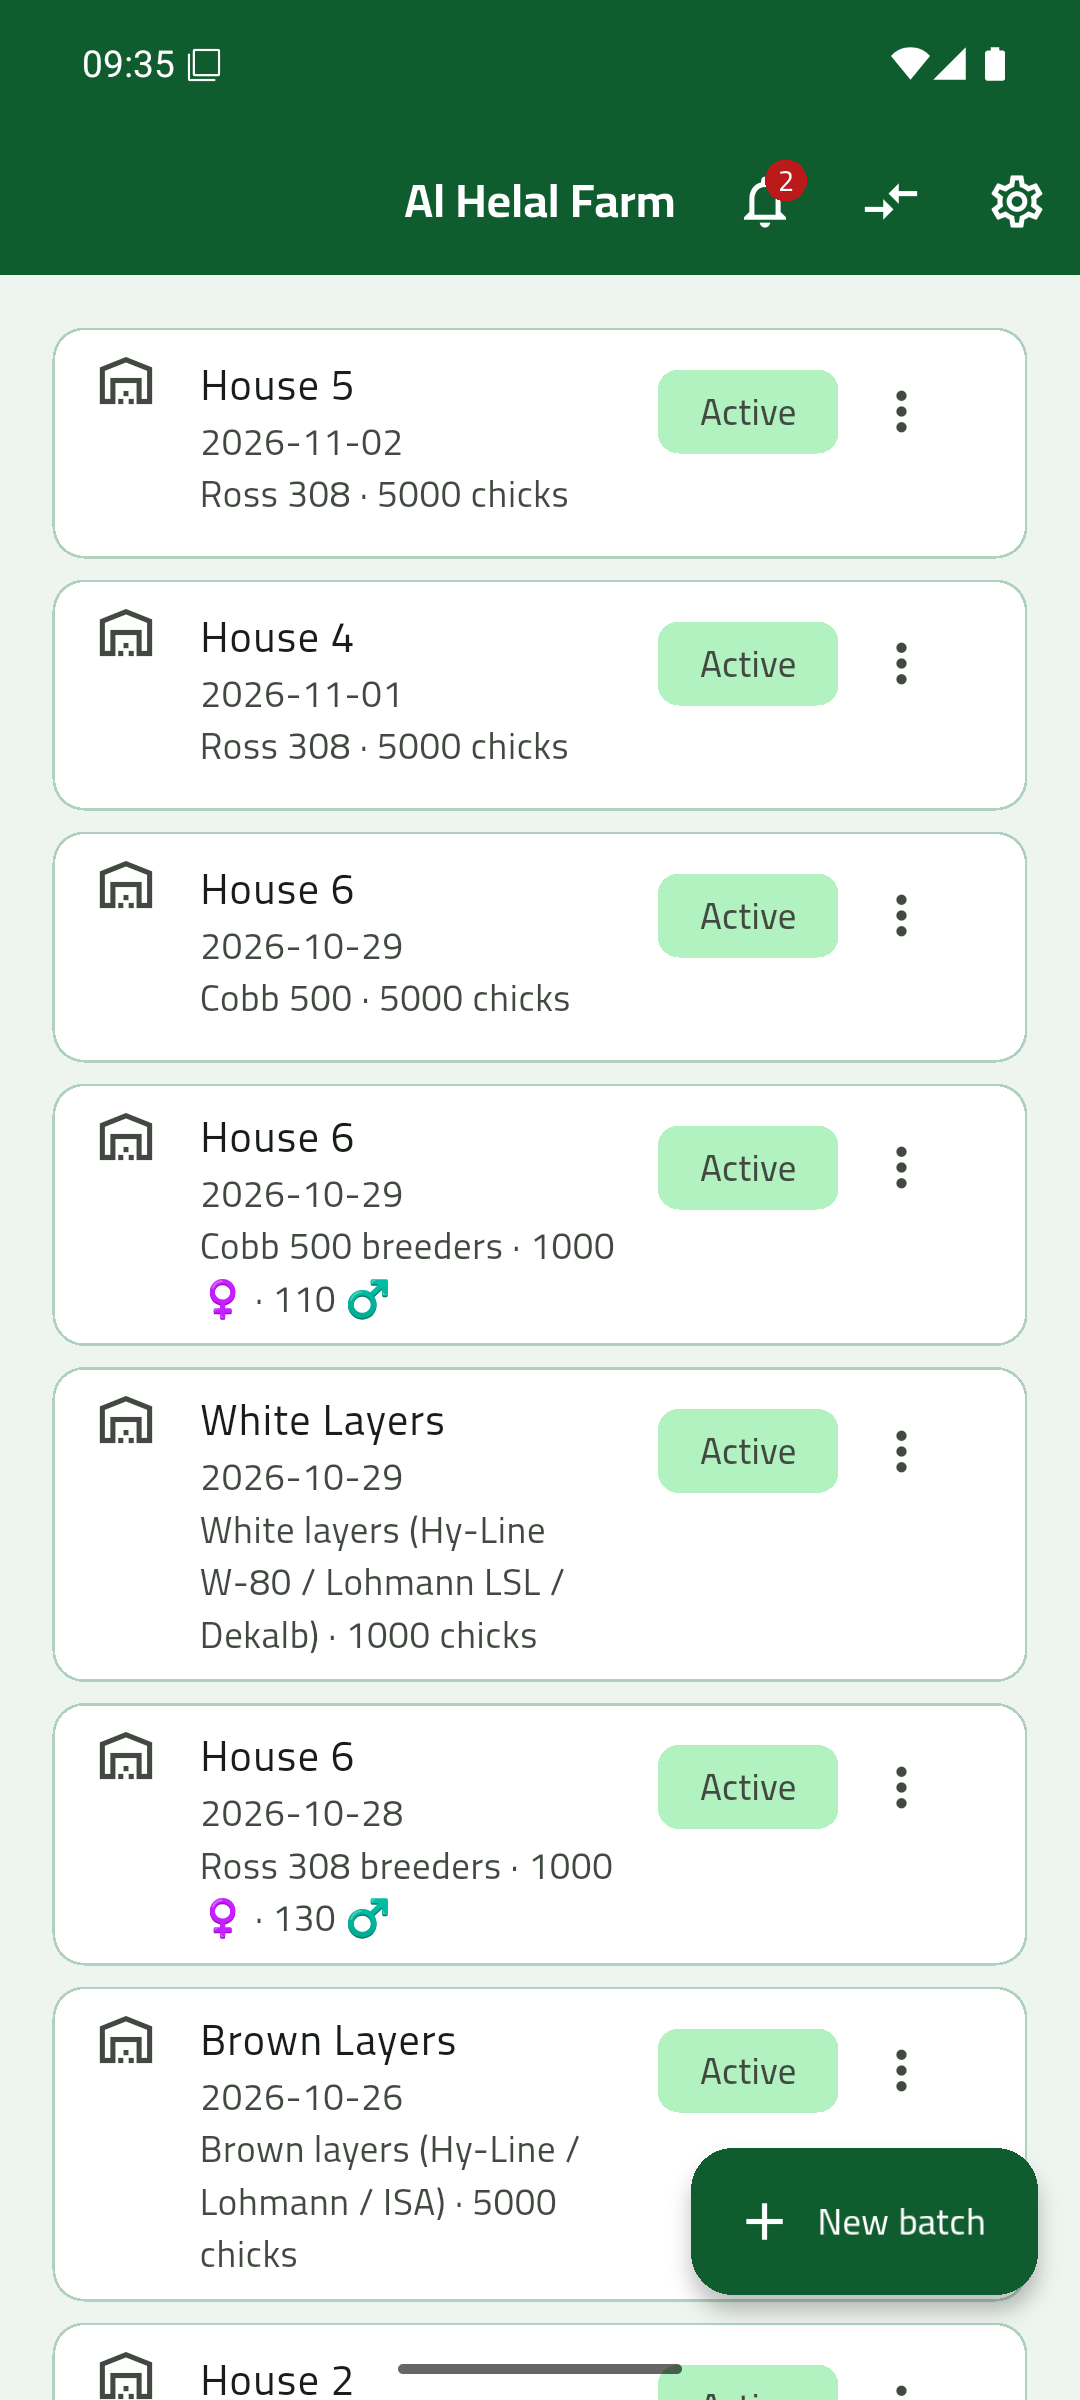 09:35
Al Helal Farm
2
House 5
Active
2026-11-02
Ross 308 · 5000 chicks
House 4
Active
2026-11-01
Ross 308 · 5000 chicks
House 6
Active
2026-10-29
Cobb 500 · 5000 chicks
House 6
Active
2026-10-29
Cobb 500 breeders · 1000
♀ · 110 ♂
White Layers
Active
2026-10-29
White layers (Hy-Line
W-80 / Lohmann LSL /
Dekalb) · 1000 chicks
House 6
Active
2026-10-28
Ross 308 breeders · 1000
♀ · 130 ♂
Brown Layers
Active
2026-10-26
Brown layers (Hy-Line /
Lohmann / ISA) · 5000
chicks
New batch
House 2